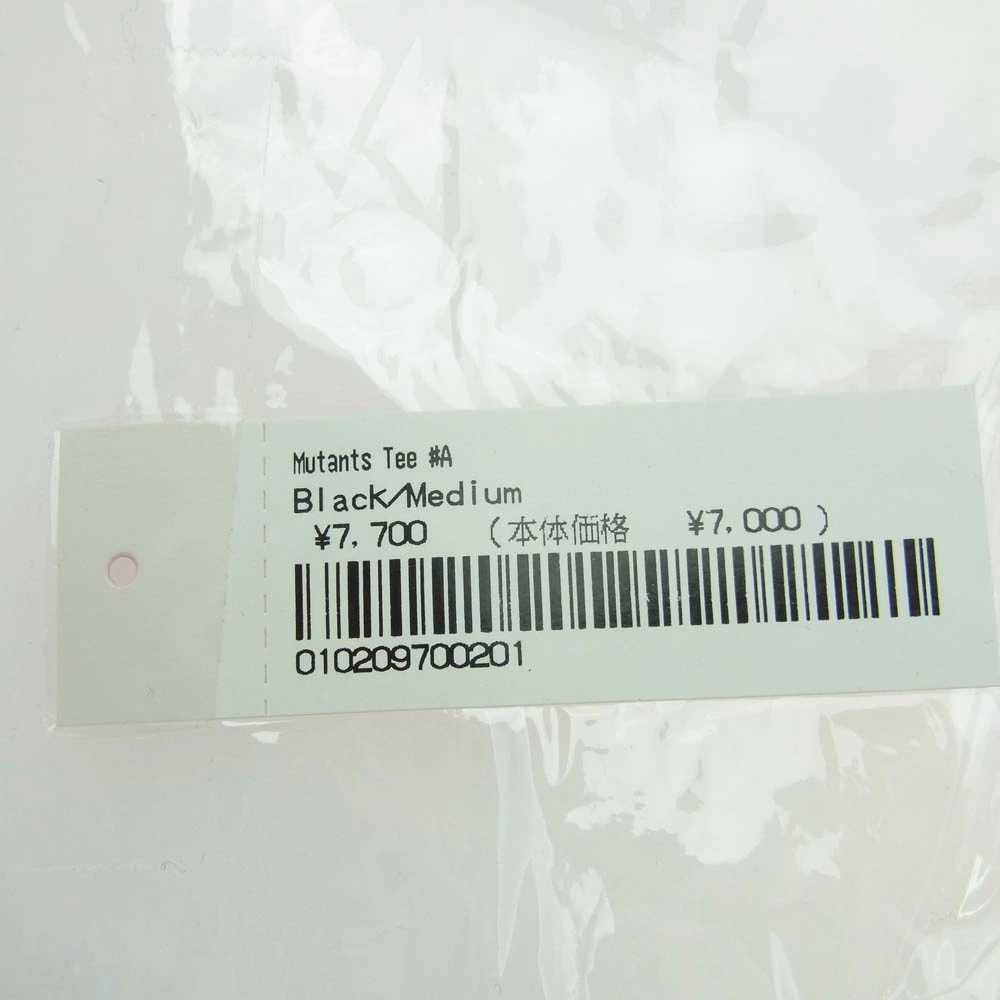 Mutants Tee #A
Black/Medium
¥7,700 (本体価格 ¥7,000)
010209700201